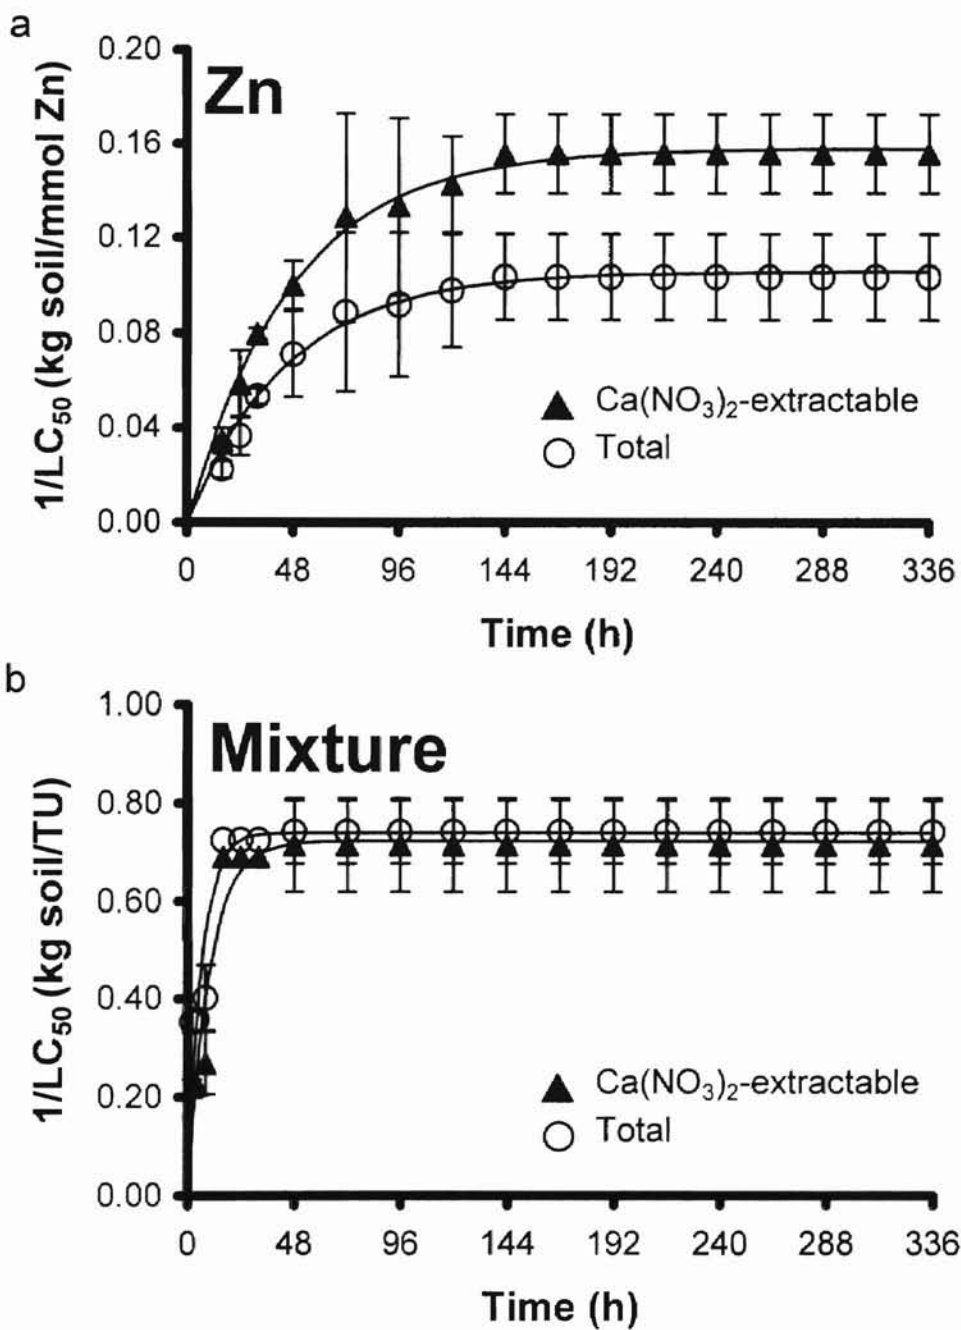 a
Zn
0.20
0.16
0.12
0.08
0.04
0.00
1/LC50 (kg soil/mmol Zn)
Ca(NO3)2-extractable
Total
0 48 96 144 192 240 288 336
Time (h)
b
Mixture
1.00
0.80
0.60
0.40
0.20
0.00
1/LC50 (kg soil/TU)
Ca(NO3)2-extractable
Total
0 48 96 144 192 240 288 336
Time (h)